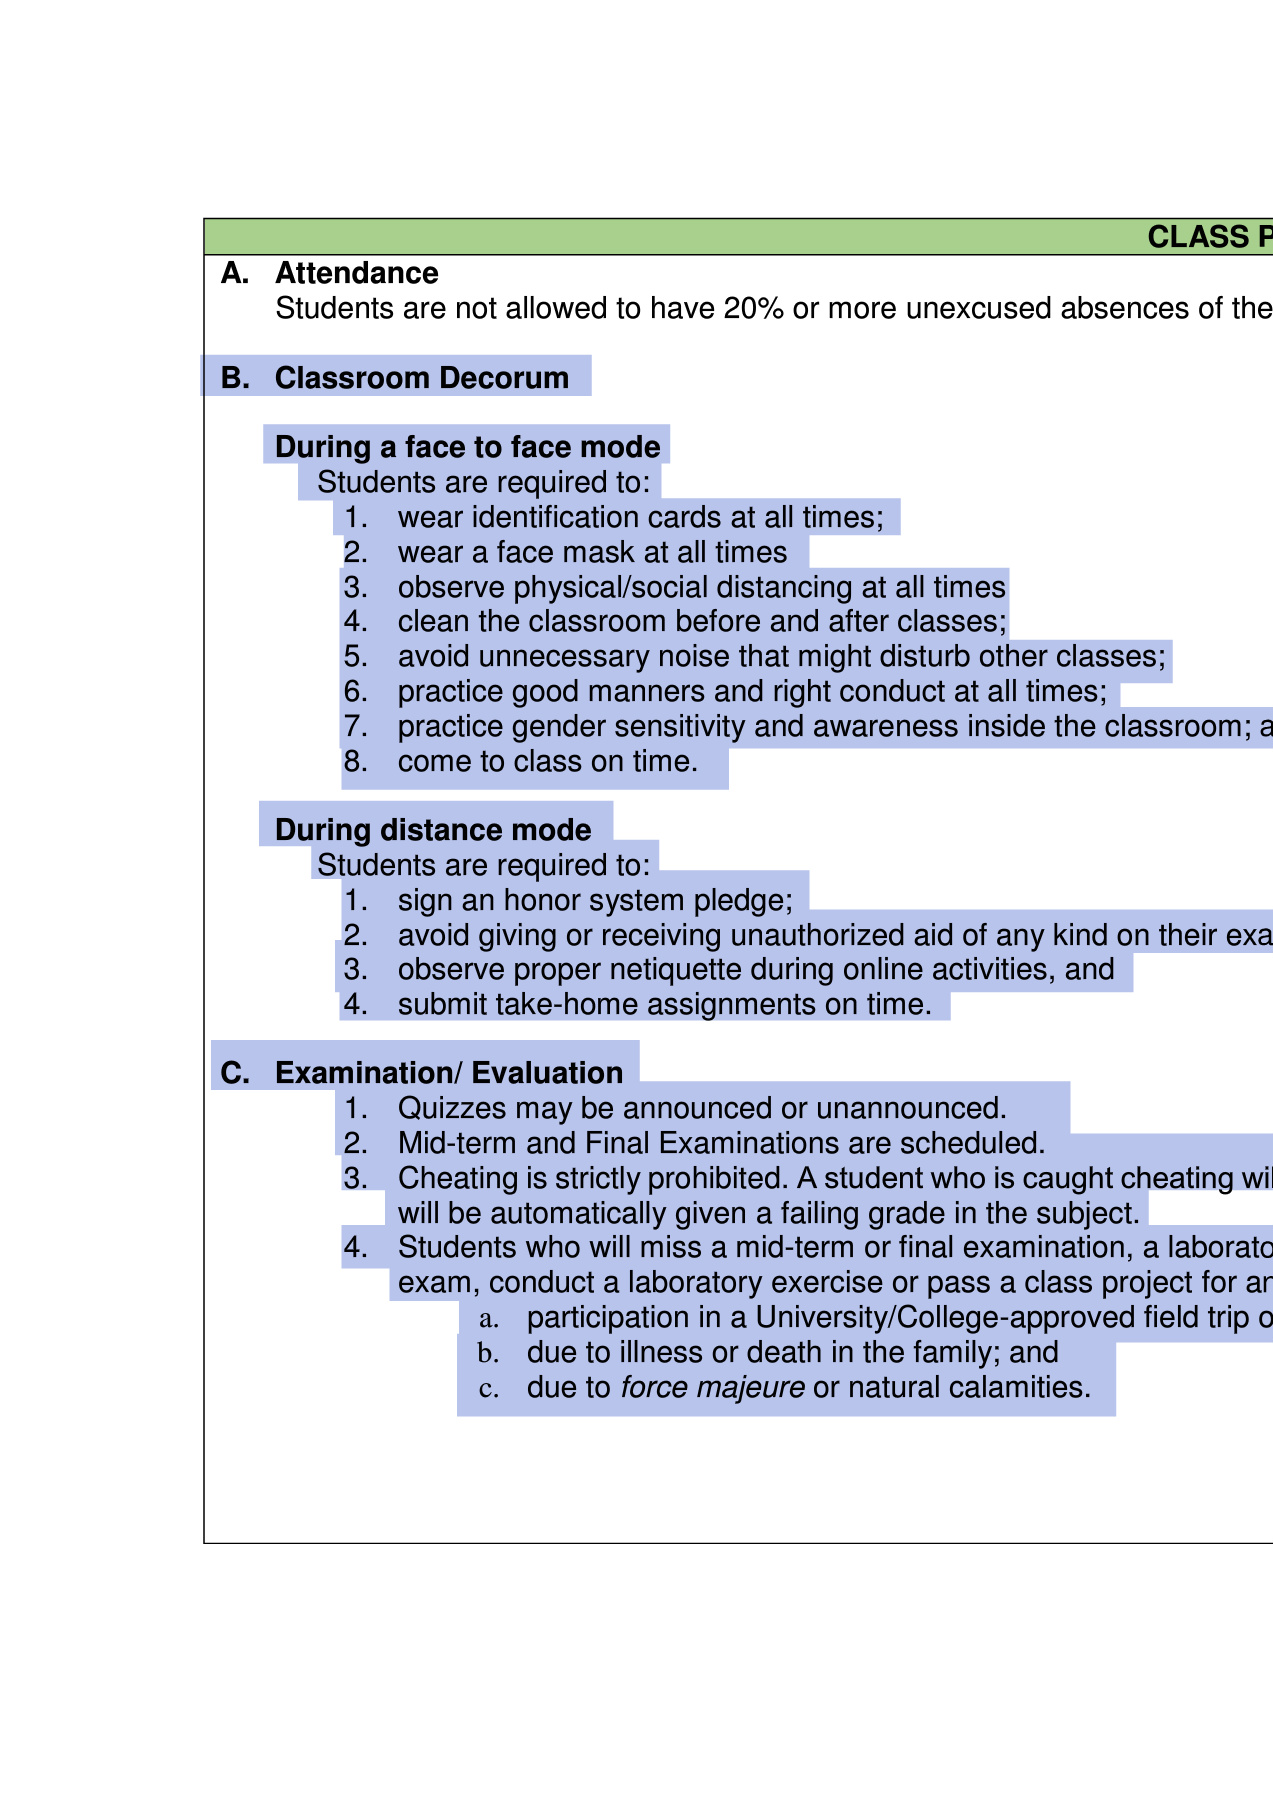 CLASS P
A. Attendance
Students are not allowed to have 20% or more unexcused absences of the
B. Classroom Decorum
During a face to face mode
Students are required to:
1. wear identification cards at all times;
2. wear a face mask at all times
3. observe physical/social distancing at all times
4. clean the classroom before and after classes;
5. avoid unnecessary noise that might disturb other classes;
6. practice good manners and right conduct at all times;
7. practice gender sensitivity and awareness inside the classroom; a
8. come to class on time.
During distance mode
Students are required to:
1. sign an honor system pledge;
2. avoid giving or receiving unauthorized aid of any kind on their exa
3. observe proper netiquette during online activities, and
4. submit take-home assignments on time.
C. Examination/ Evaluation
1. Quizzes may be announced or unannounced.
2. Mid-term and Final Examinations are scheduled.
3. Cheating is strictly prohibited. A student who is caught cheating wil
will be automatically given a failing grade in the subject.
4. Students who will miss a mid-term or final examination, a laborato
exam, conduct a laboratory exercise or pass a class project for an
a. participation in a University/College-approved field trip o
b. due to illness or death in the family; and
c. due to force majeure or natural calamities.